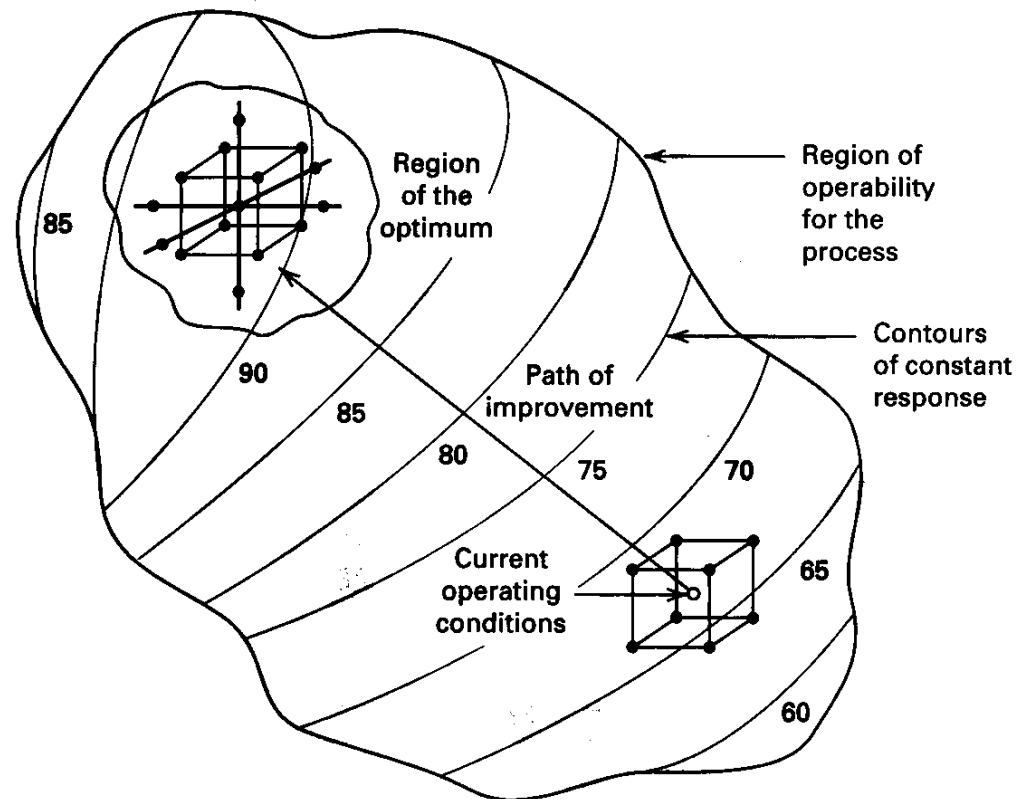 Region of
operability
for the
process
Region
of the
optimum
85
Contours
of constant
response
90
Path of
improvement
85
80
75
70
Current
operating
conditions
65
60